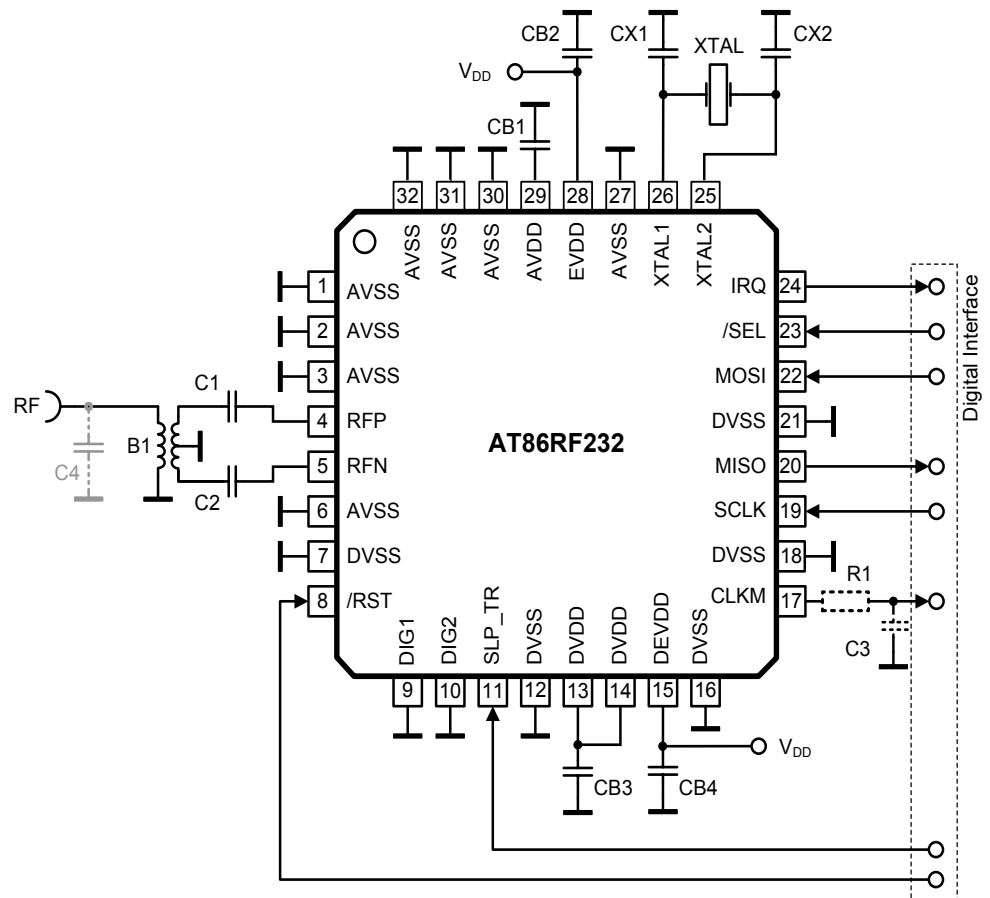 CB2
CX1
XTAL
CX2
VDD
CB1
32
31
30
29
28
27
26
25
AVSS
AVSS
AVSS
AVDD
EVDD
AVSS
XTAL1
XTAL2
1
AVSS
2
AVSS
3
AVSS
4
RFP
5
RFN
6
AVSS
7
DVSS
8
/RST
RF
C4
B1
C1
C2
AT86RF232
IRQ
24
/SEL
23
MOSI
22
DVSS
21
MISO
20
SCLK
19
DVSS
18
CLKM
17
R1
C3
Digital Interface
DIG1
DIG2
SLP_TR
DVSS
DVDD
DVDD
DEVDD
DVSS
9
10
11
12
13
14
15
16
VDD
CB3
CB4